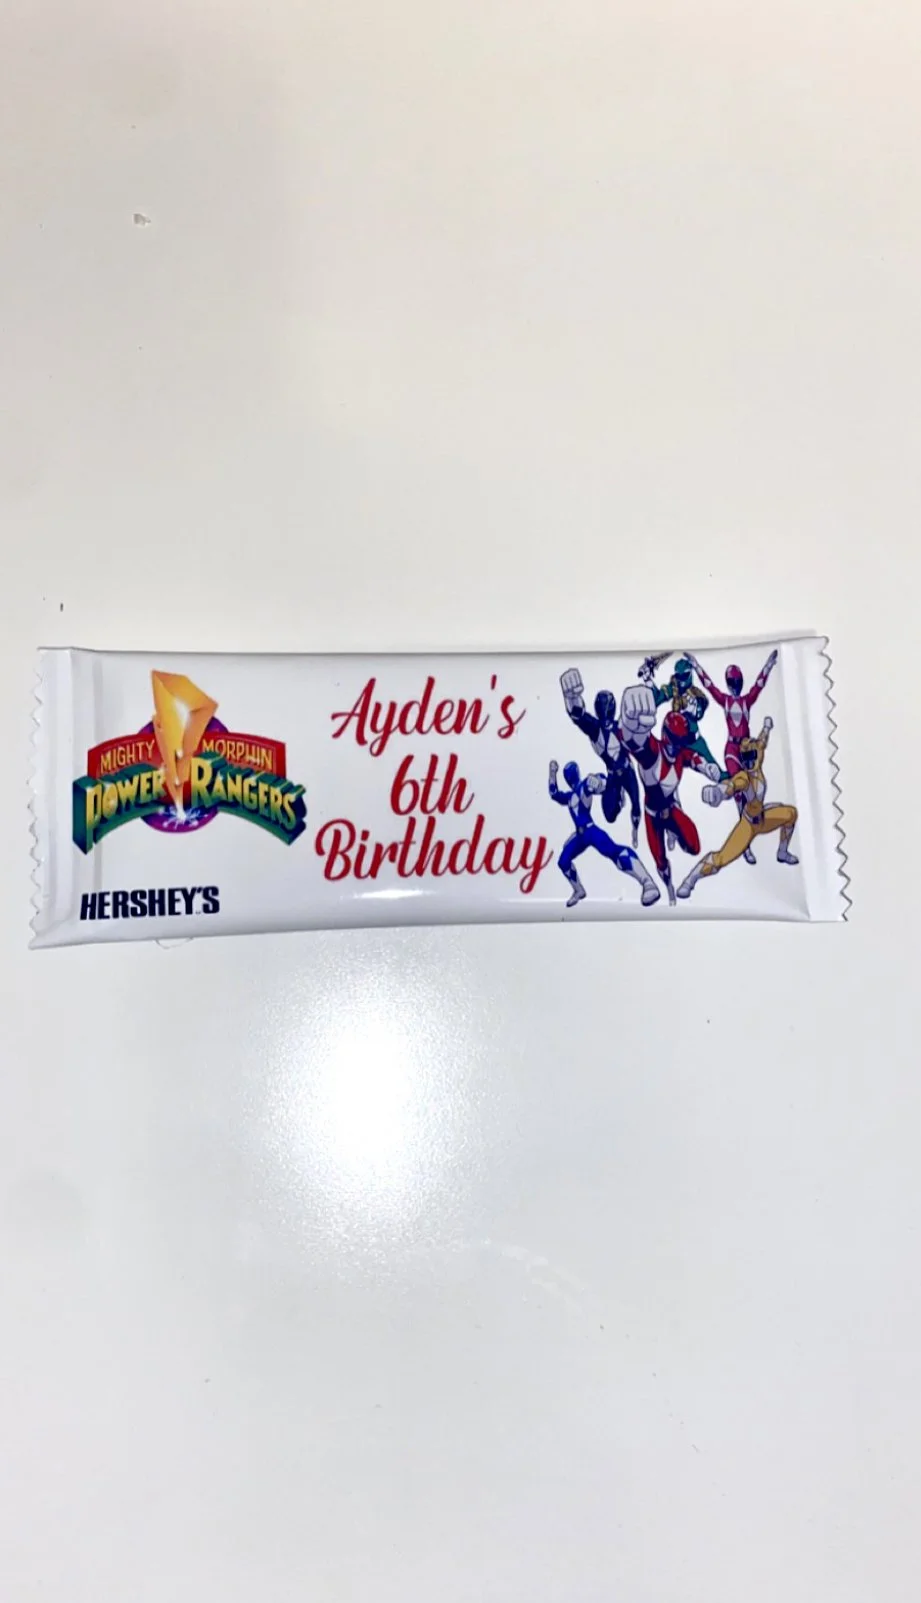 MIGHTY MORPHIN
POWER RANGERS
HERSHEY'S
Ayden's
6th
Birthday